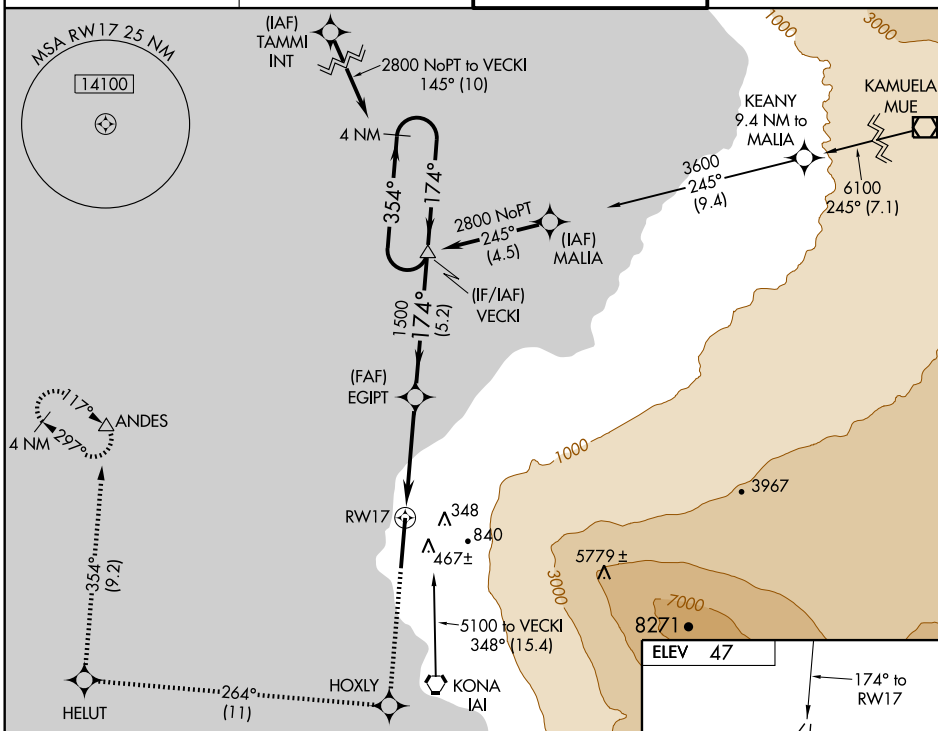 MSA RW17 25 NM
14100
(IAF)
TAMMI
INT
2800 NoPT to VECKI
145° (10)
4 NM
354°
174°
2800 NoPT
245°
(4.5)
(IAF)
MALIA
(IF/IAF)
VECKI
KEANY
9.4 NM to
MALIA
3600
245°
(9.4)
KAMUELA
MUE
6100
245° (7.1)
1000
3000
1500
174°
(5.2)
(FAF)
EGIPT
117°
297°
4 NM
ANDES
1000
3967
RW17
348
840
467±
5779±
3000
7000
8271
354°
(9.2)
5100 to VECKI
348° (15.4)
KONA
IAI
HOXLY
264°
(11)
HELUT
ELEV 47
174° to
RW17